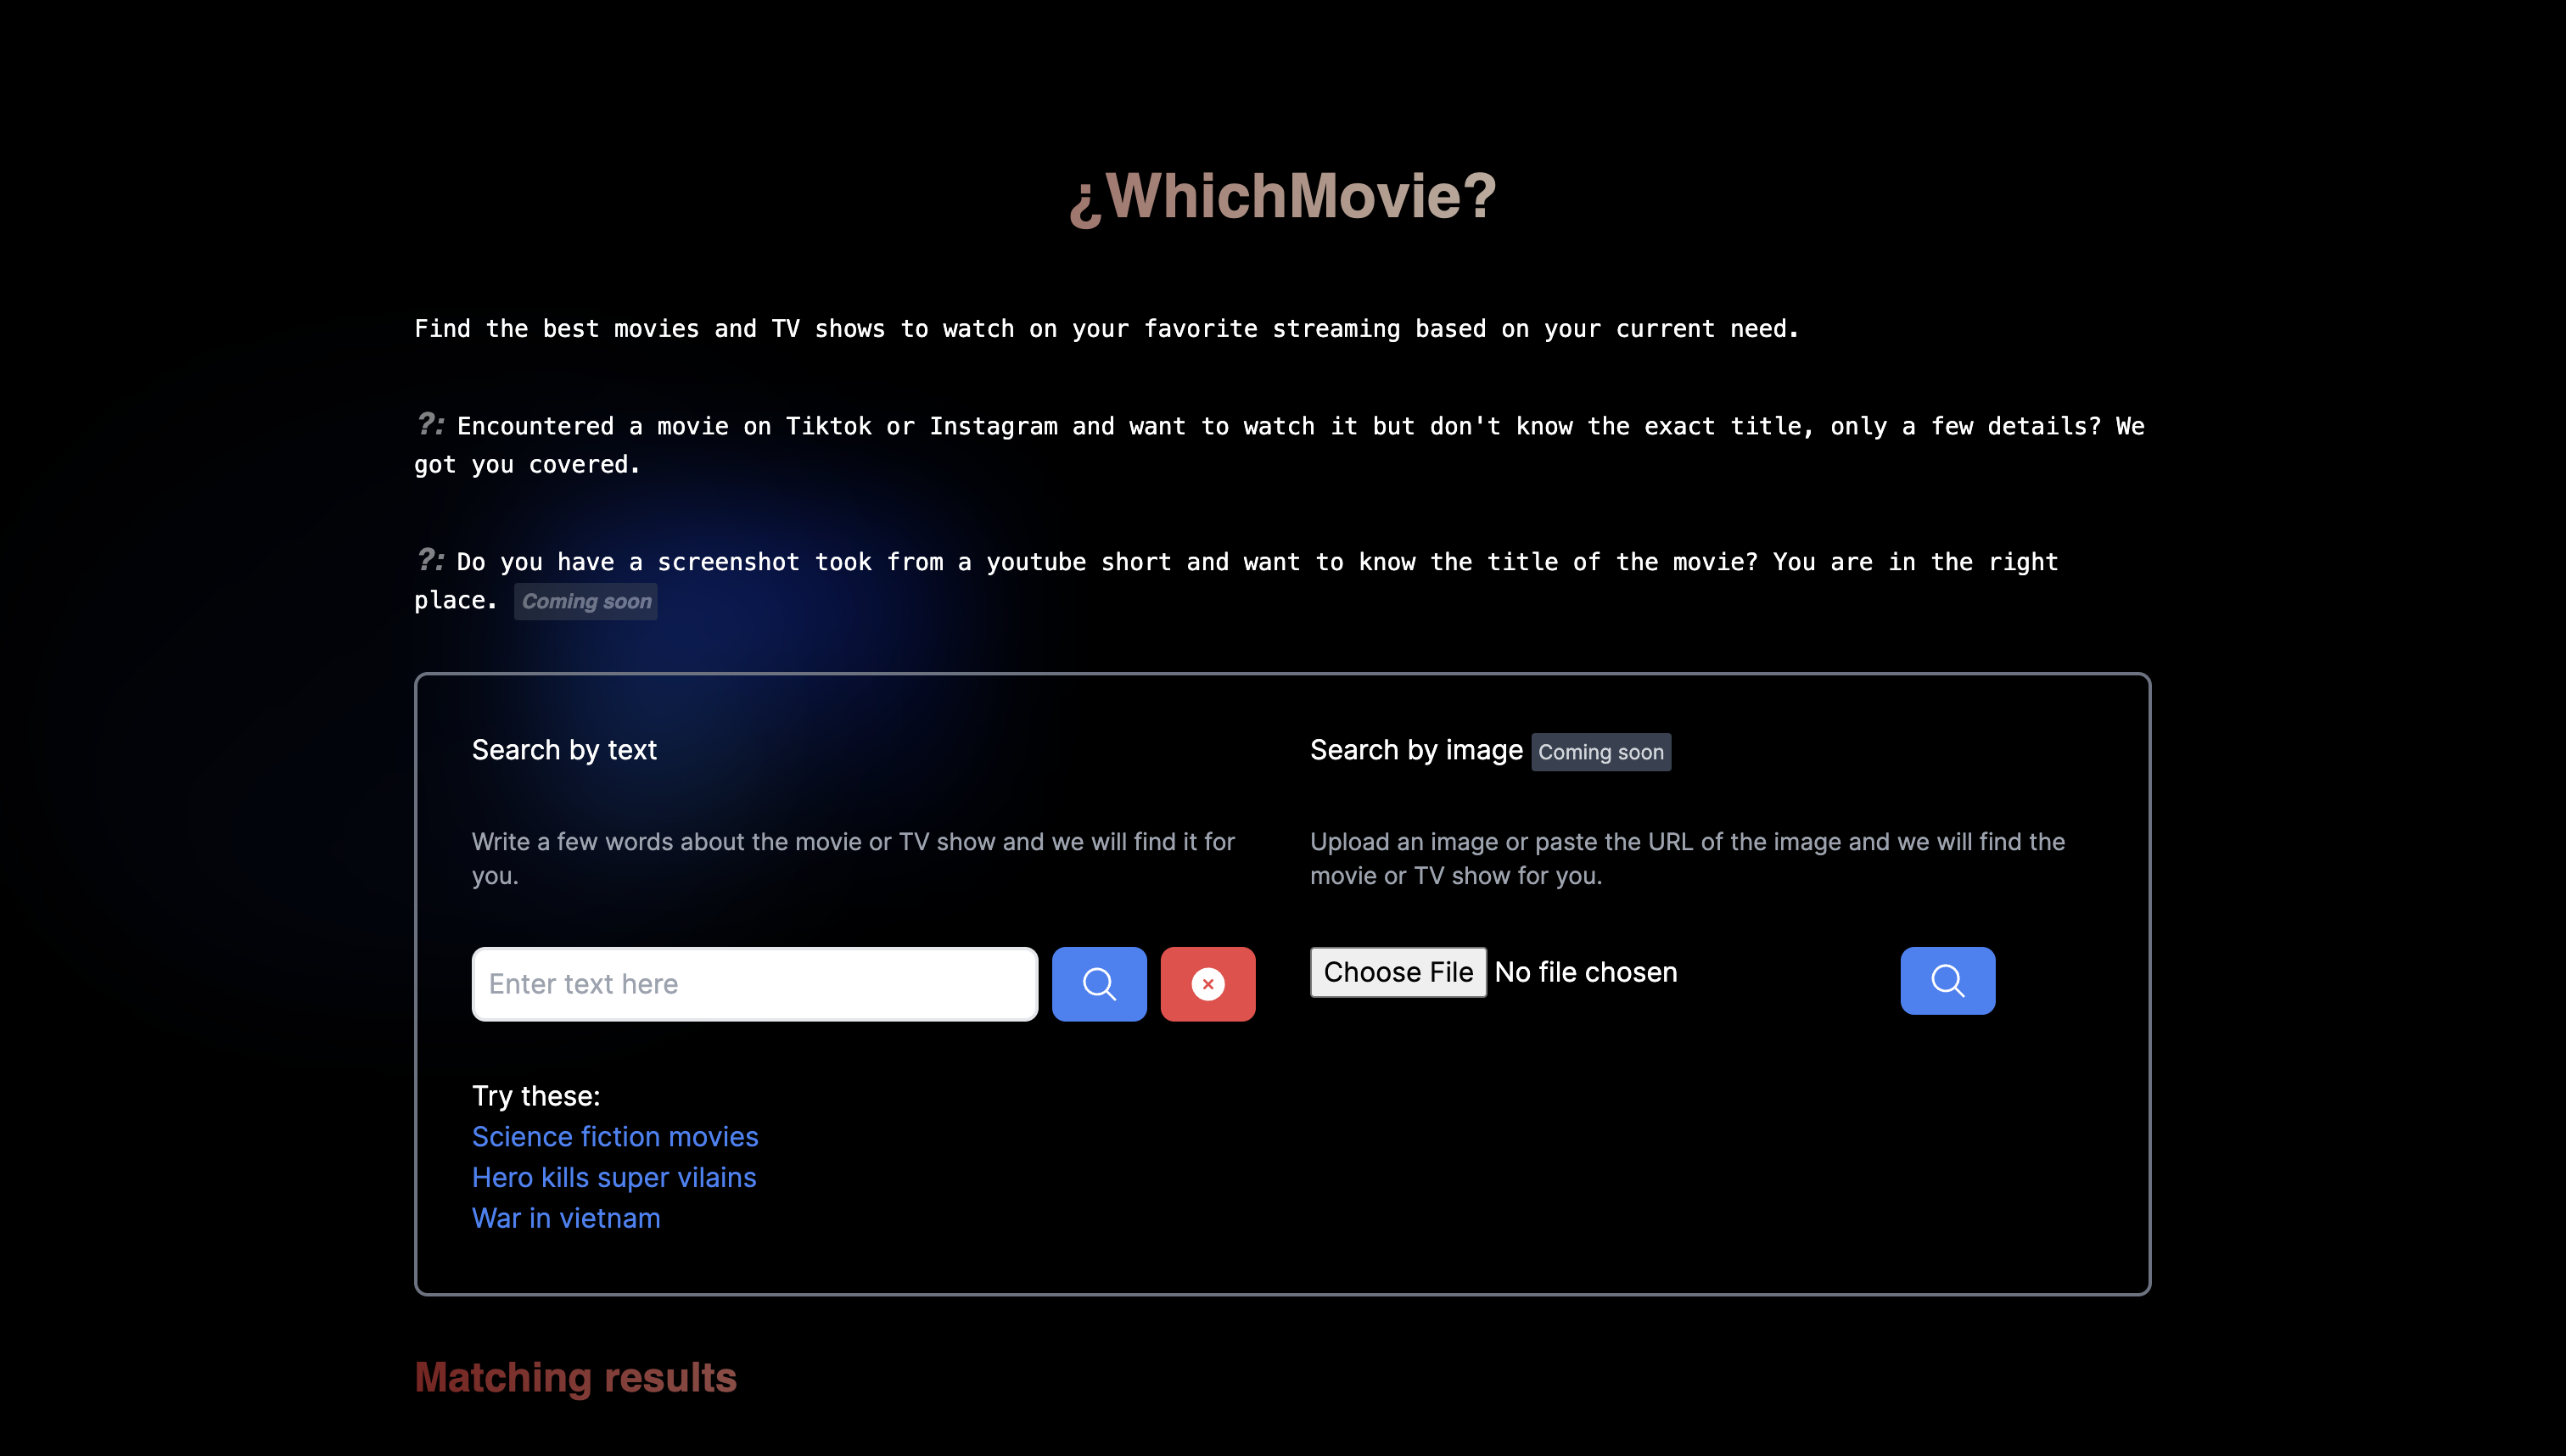 ¿WhichMovie?
Find the best movies and TV shows to watch on your favorite streaming based on your current need.
?: Encountered a movie on Tiktok or Instagram and want to watch it but don't know the exact title, only a few details? We
got you covered.
?: Do you have a screenshot took from a youtube short and want to know the title of the movie? You are in the right
place. Coming soon
Search by text
Write a few words about the movie or TV show and we will find it for
you.
Enter text here
Try these:
Science fiction movies
Hero kills super vilains
War in vietnam
Search by image Coming soon
Upload an image or paste the URL of the image and we will find the
movie or TV show for you.
Choose File No file chosen
Matching results